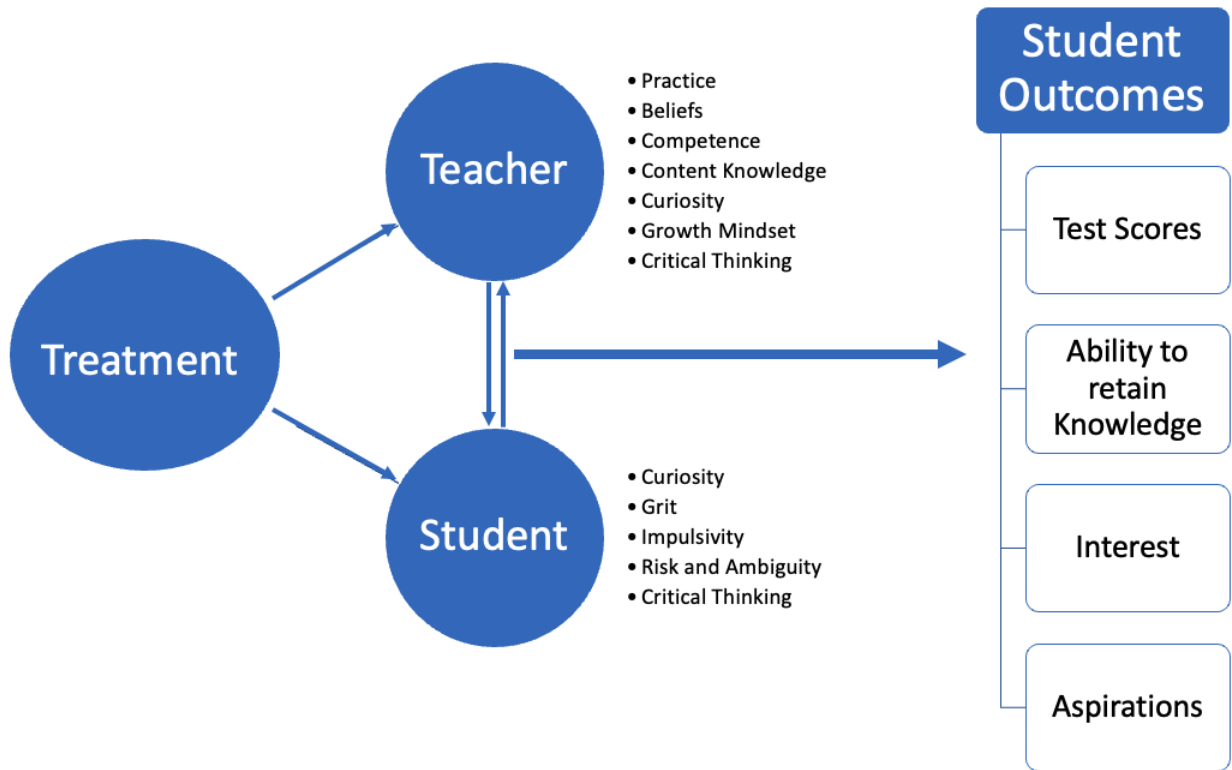 Treatment
Teacher
• Practice
• Beliefs
• Competence
• Content Knowledge
• Curiosity
• Growth Mindset
• Critical Thinking
Student
• Curiosity
• Grit
• Impulsivity
• Risk and Ambiguity
• Critical Thinking
Student
Outcomes
Test Scores
Ability to
retain
Knowledge
Interest
Aspirations